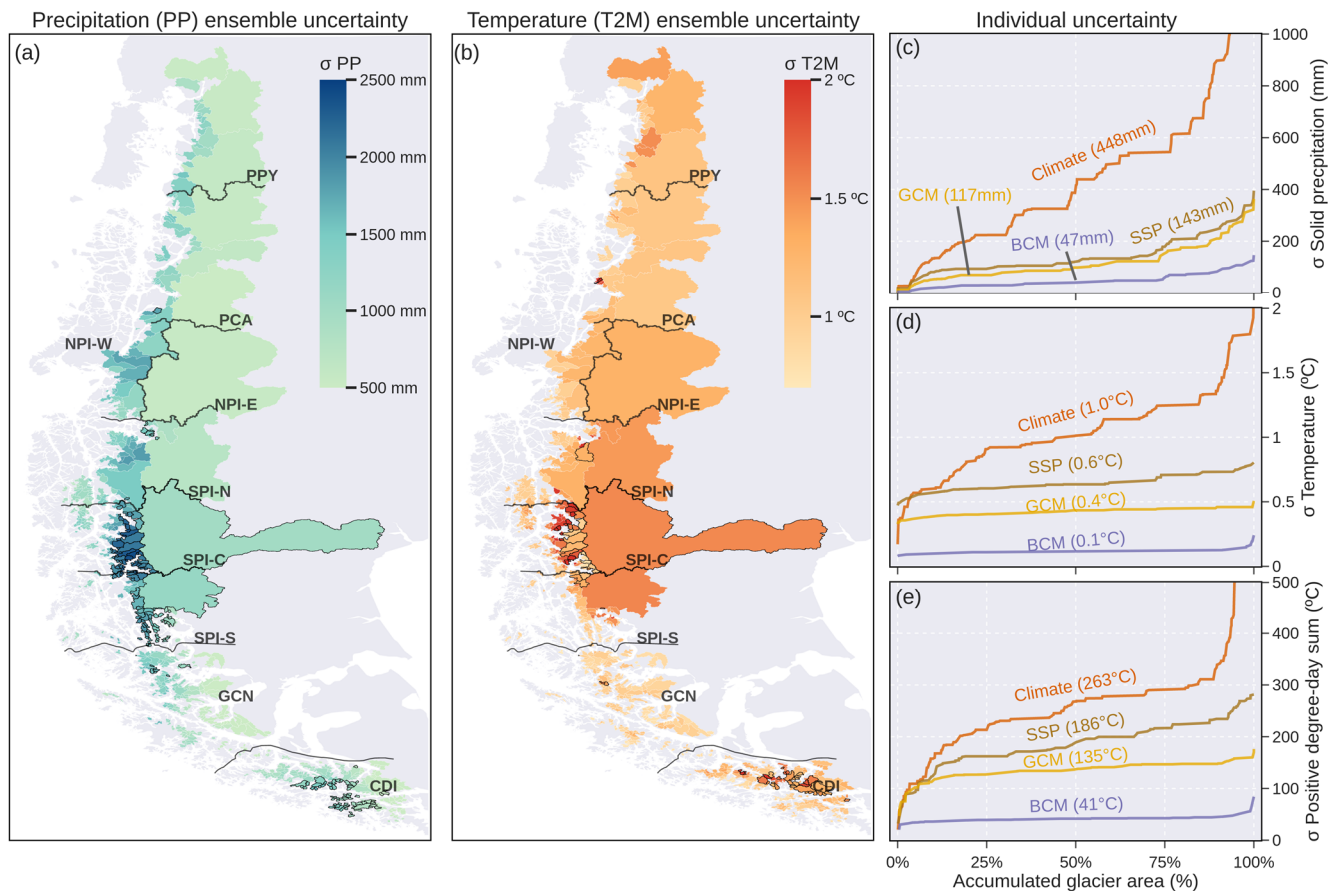 Precipitation (PP) ensemble uncertainty
(a)
σ PP
2500 mm
2000 mm
1500 mm
1000 mm
500 mm
PPY
PCA
NPI-W
NPI-E
SPI-N
SPI-C
SPI-S
GCN
CDI
Temperature (T2M) ensemble uncertainty
(b)
σ T2M
2 ºC
1.5 ºC
1 ºC
PPY
PCA
NPI-W
NPI-E
SPI-N
SPI-C
SPI-S
GCN
CDI
Individual uncertainty
(c)
Climate (448mm)
GCM (117mm)
SSP (143mm)
BCM (47mm)
1000
800
600
400
200
0
σ Solid precipitation (mm)
(d)
Climate (1.0°C)
SSP (0.6°C)
GCM (0.4°C)
BCM (0.1°C)
2
1.5
1
0.5
0
σ Temperature (ºC)
(e)
Climate (263°C)
SSP (186°C)
GCM (135°C)
BCM (41°C)
500
400
300
200
100
0
σ Positive degree-day sum (ºC)
0%
25%
50%
75%
100%
Accumulated glacier area (%)